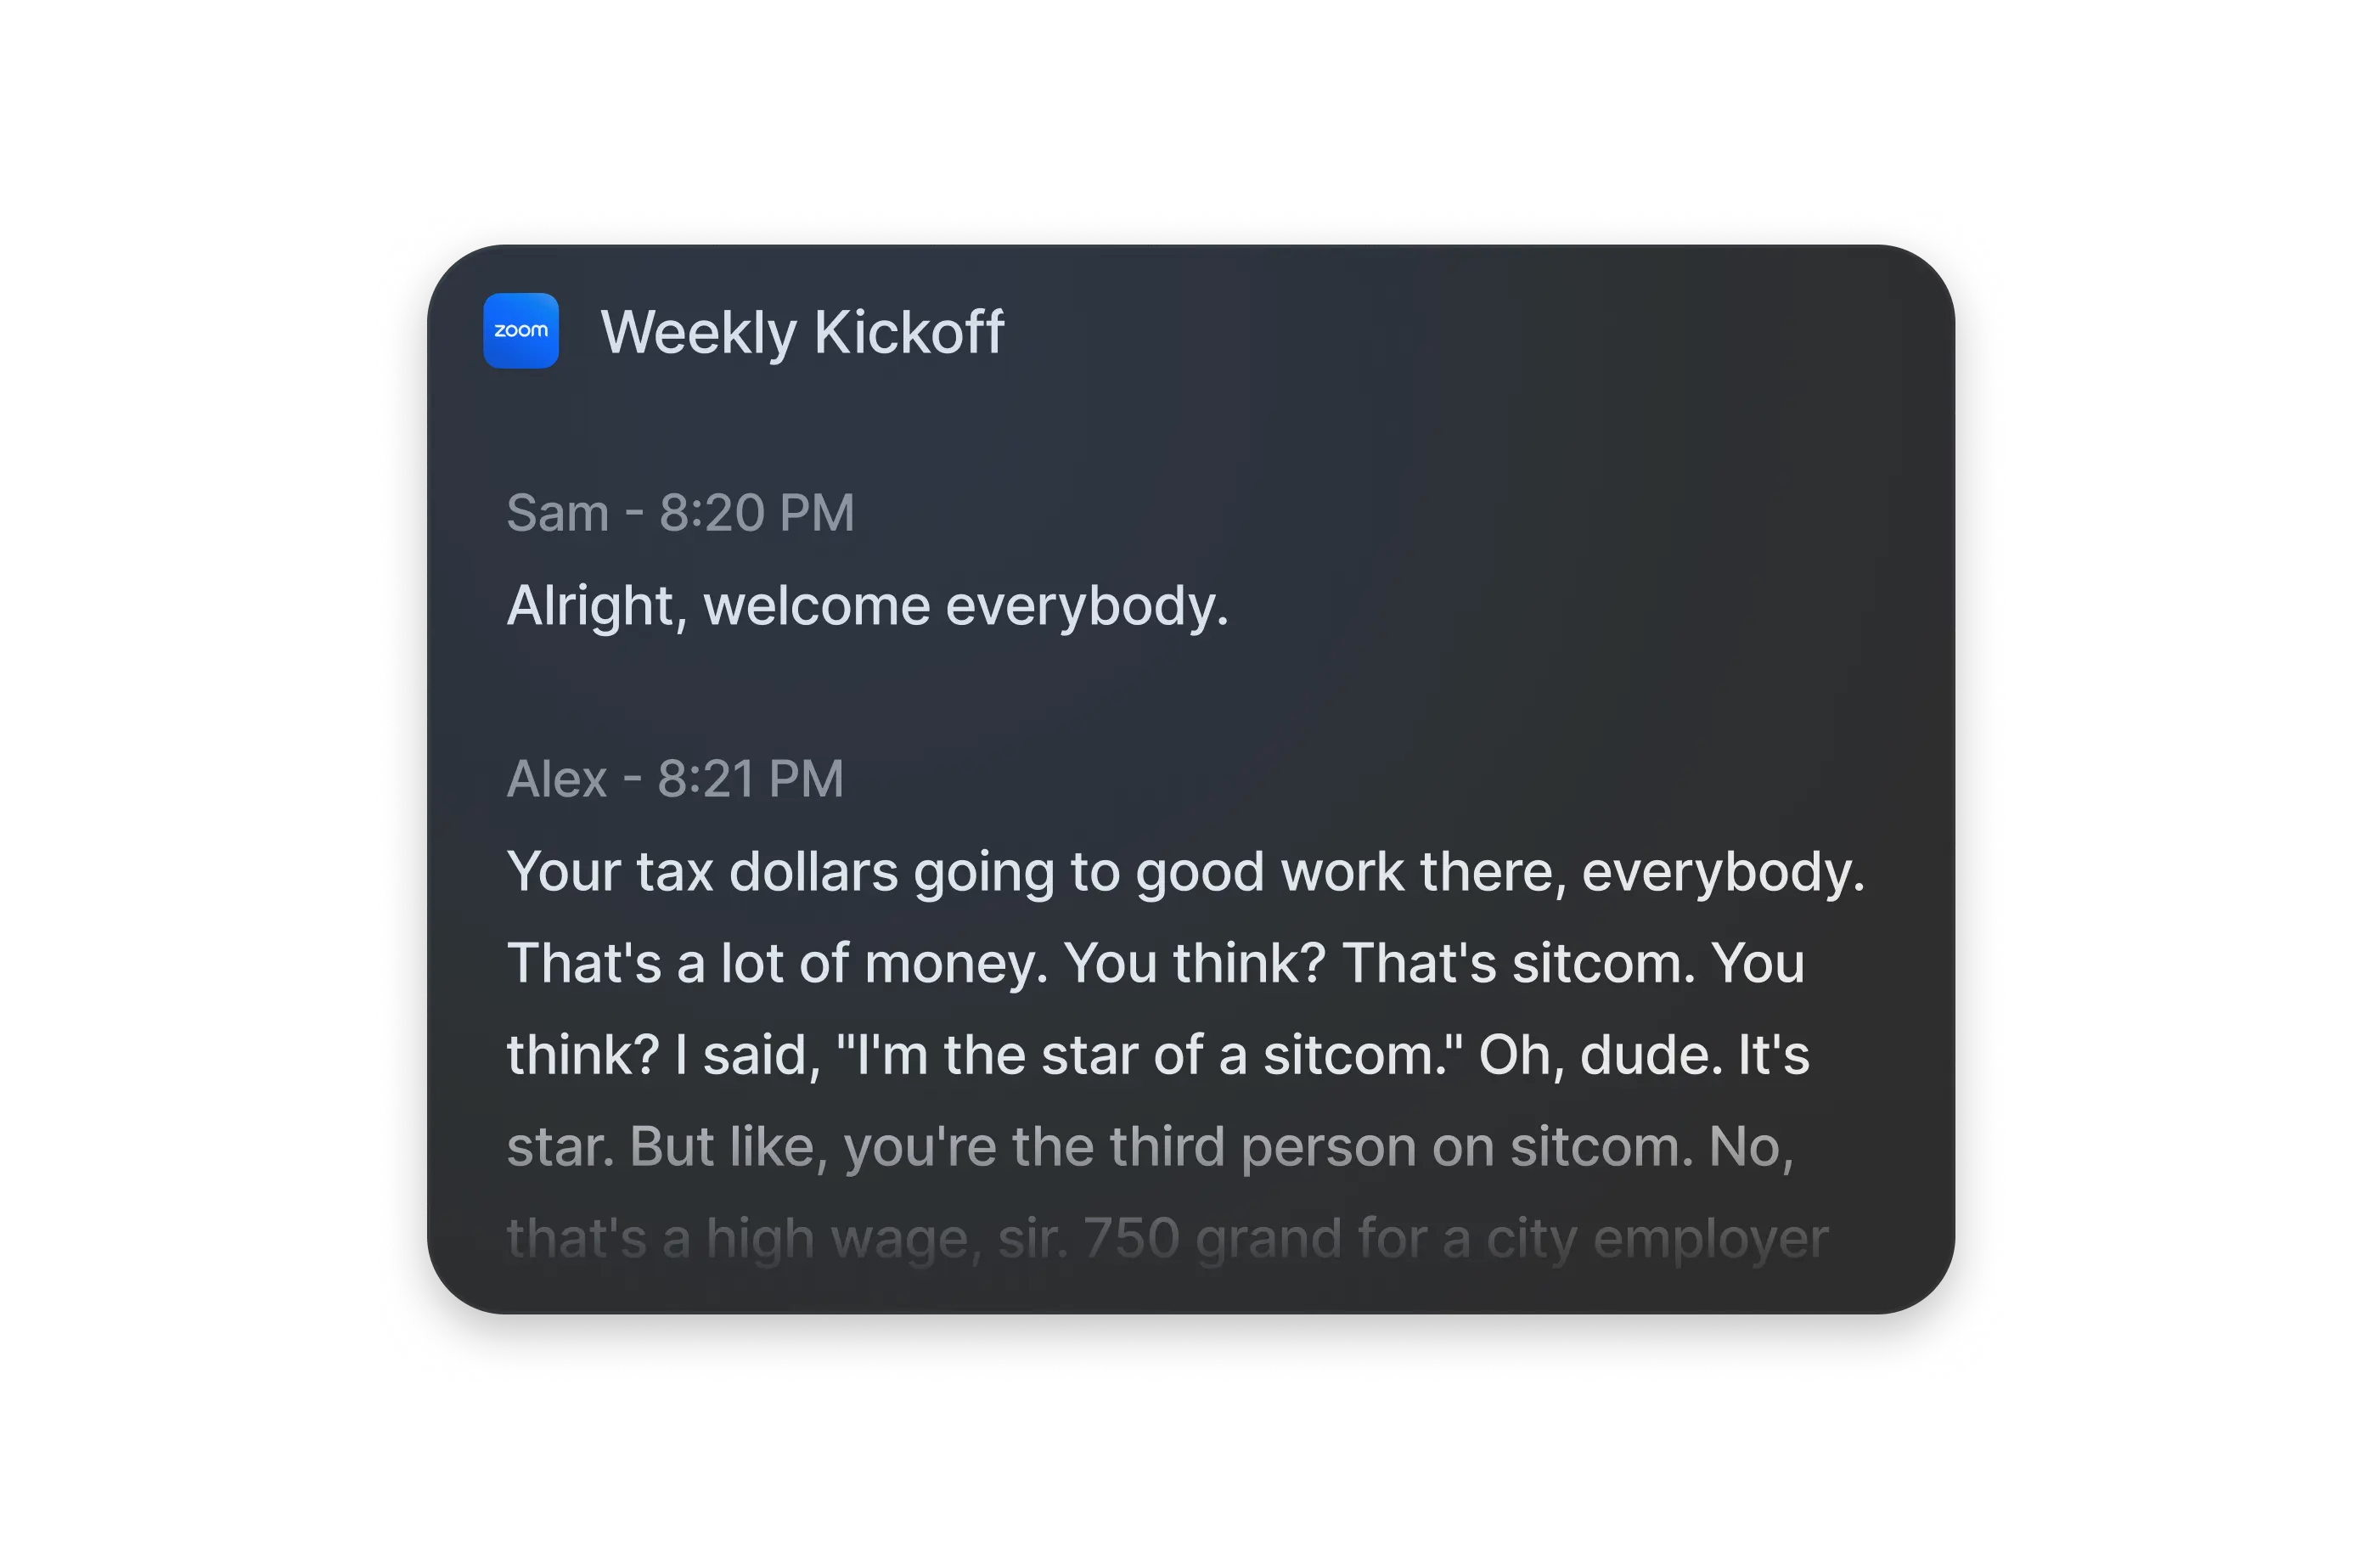 zoom
Weekly Kickoff
Sam - 8:20 PM
Alright, welcome everybody.
Alex - 8:21 PM
Your tax dollars going to good work there, everybody.
That's a lot of money. You think? That's sitcom. You
think? I said, "I'm the star of a sitcom." Oh, dude. It's
star. But like, you're the third person on sitcom. No,
that's a high wage, sir. 750 grand for a city employer